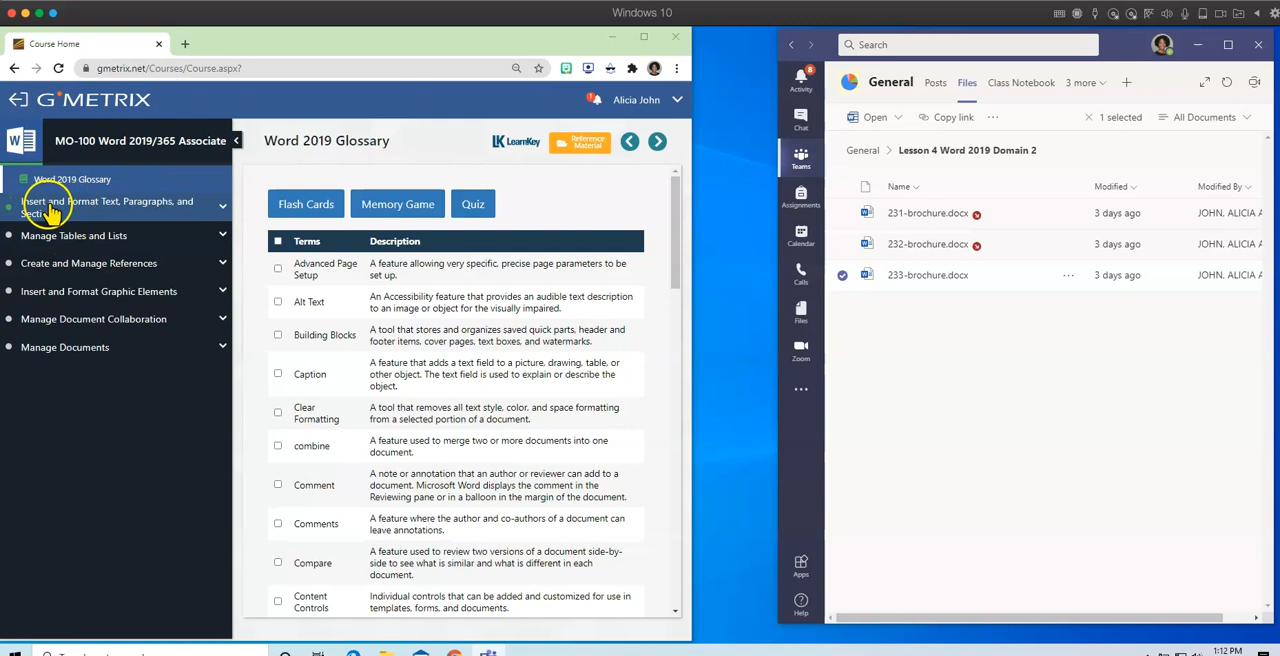 Windows 10
Course Home
gmetrix.net/Courses/Course.aspx?
G*METRIX
Alicia John
MO-100 Word 2019/365 Associate
Word 2019 Glossary
Insert and Format Text, Paragraphs, and
Manage Tables and Lists
Create and Manage References
Insert and Format Graphic Elements
Manage Document Collaboration
Manage Documents
Word 2019 Glossary
LK LearnKey
Reference
Material
Flash Cards
Memory Game
Quiz
Terms Description
Advanced Page Setup
A feature allowing very specific, precise page parameters to be
set up.
Alt Text
An Accessibility feature that provides an audible text description
to an image or object for the visually impaired.
Building Blocks
A tool that stores and organizes saved quick parts, header and
footer items, cover pages, text boxes, and watermarks.
Caption
A feature that adds a text field to a picture, drawing, table, or
other object. The text field is used to explain or describe the
object.
Clear
Formatting
A tool that removes all text style, color, and space formatting
from a selected portion of a document.
combine
A feature used to merge two or more documents into one
document.
Comment
A note or annotation that an author or reviewer can add to a
document. Microsoft Word displays the comment in the
Reviewing pane or in a balloon in the margin of the document.
Comments
A feature where the author and co-authors of a document can
leave annotations.
Compare
A feature used to review two versions of a document side-by-
side to see what is similar and what is different in each
document.
Content
Controls
Individual controls that can be added and customized for use in
templates, forms, and documents.
Search
8
Activity
Chat
Teams
Assignments
Calendar
Calls
Files
Zoom
Apps
Help
General Posts Files Class Notebook 3 more
Open Copy link 1 selected All Documents
General Lesson 4 Word 2019 Domain 2
Name Modified Modified By
231-brochure.docx 3 days ago JOHN, ALICIA
232-brochure.docx 3 days ago JOHN, ALICIA
233-brochure.docx 3 days ago JOHN, ALICIA
1:12 PM